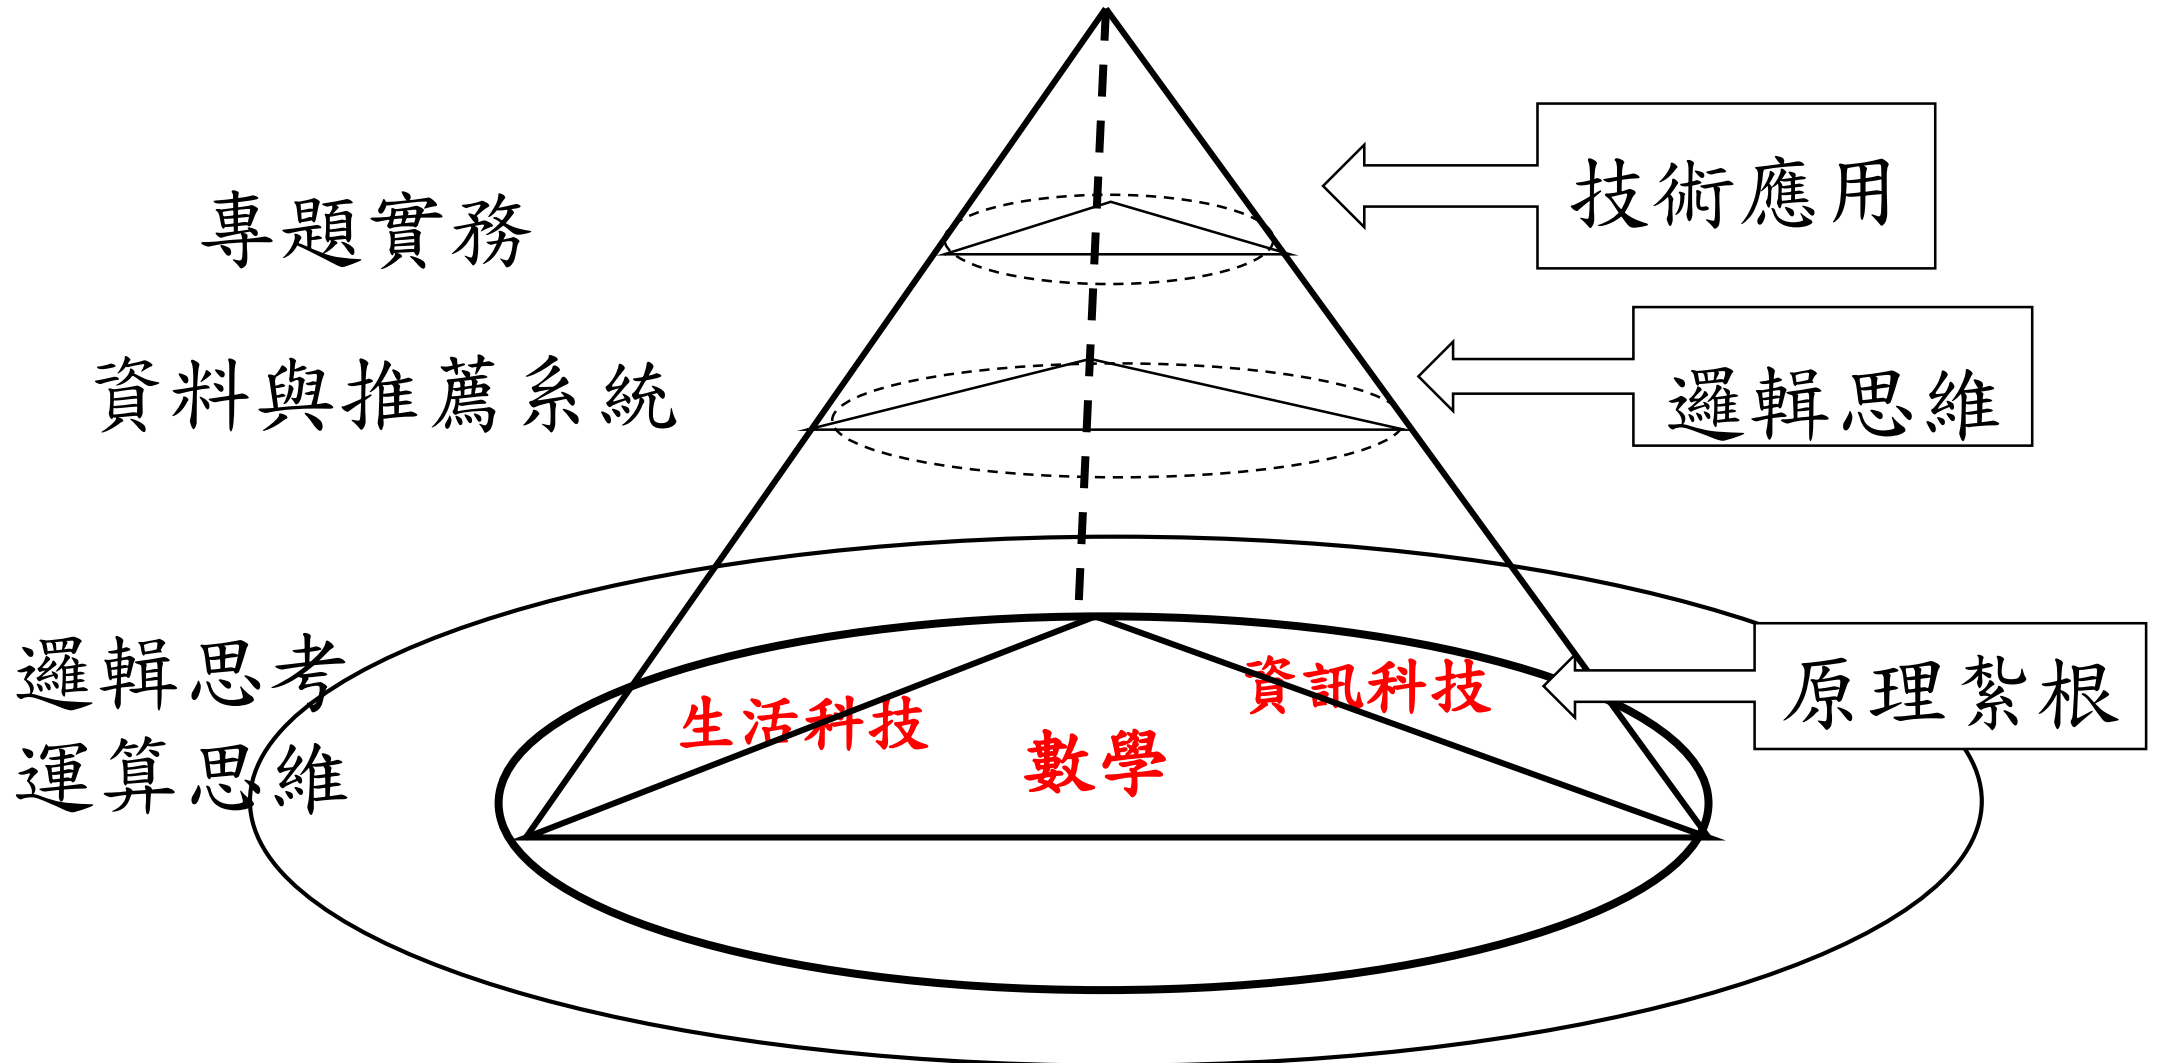 技術應用
專題實務
邏輯思維
資料與推薦系統
邏輯思考
資訊科技
原理紮根
生活科技
數學
運算思維